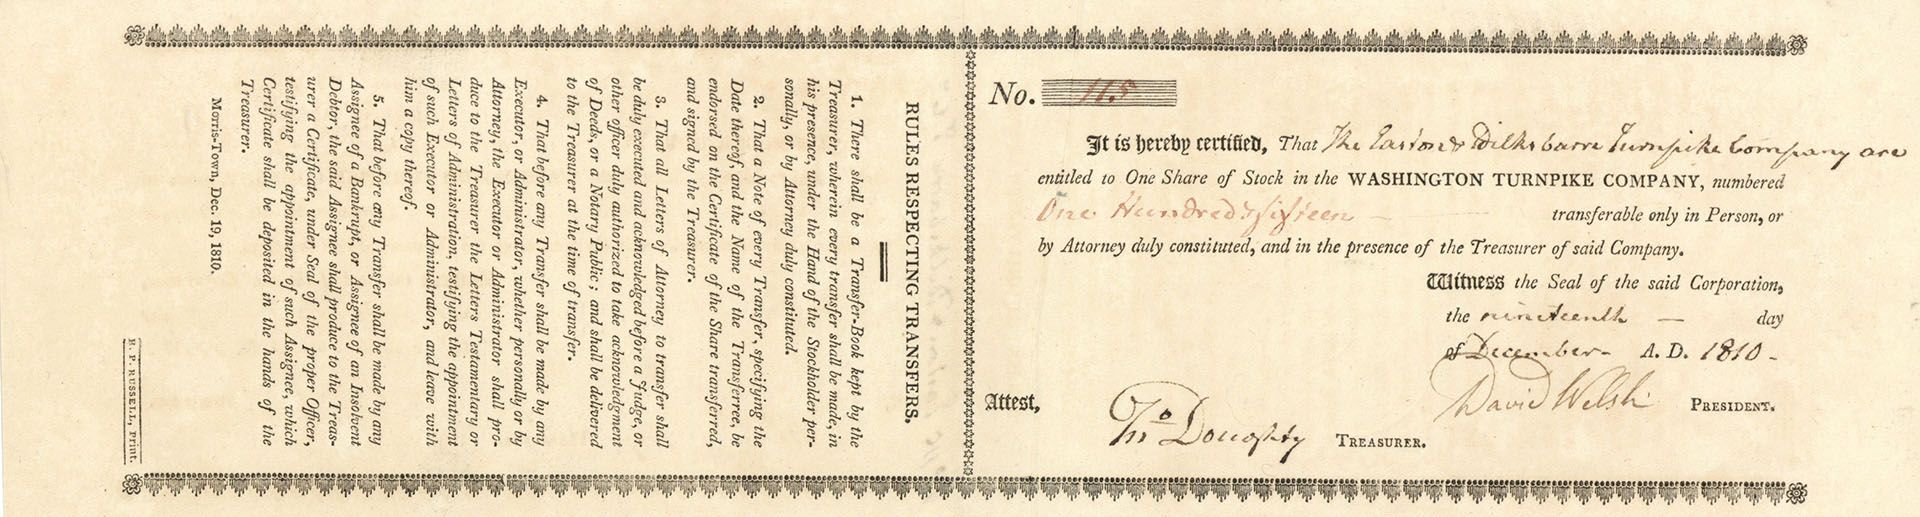 No. 115
It is hereby certified, That The Easton & Wilksbarre Turnpike Company are
entitled to One Share of Stock in the WASHINGTON TURNPIKE COMPANY, numbered
One Hundred & fifteen — transferable only in Person, or
by Attorney duly constituted, and in the presence of the Treasurer of said Company.
Witness the Seal of the said Corporation,
the nineteenth — day
of December A. D. 1810 -
David Welsh PRESIDENT.
Attest,
Jno Doughty TREASURER.
RULES RESPECTING TRANSFERS.
1. There shall be a Transfer-Book kept by the
Treasurer, wherein every transfer shall be made, in
his presence, under the Hand of the Stockholder per-
sonally, or by Attorney duly constituted.
2. That a Note of every Transfer, specifying the
Date thereof, and the Name of the Transferree, be
endorsed on the Certificate of the Share transferred,
and signed by the Treasurer.
3. That all Letters of Attorney to transfer shall
be duly executed and acknowledged before a Judge, or
other officer duly authorized to take acknowledgment
of Deeds, or a Notary Public; and shall be delivered
to the Treasurer at the time of transfer.
4. That before any Transfer shall be made by any
Executor, or Administrator, whether personally or by
Attorney, the Executor or Administrator shall pro-
duce to the Treasurer the Letters Testamentary or
Letters of Administration, testifying the appointment
of such Executor or Administrator, and leave with
him a copy thereof.
5. That before any Transfer shall be made by any
Assignee of a Bankrupt, or Assignee of an Insolvent
Debtor, the said Assignee shall produce to the Treas-
urer a Certificate, under Seal of the proper Officer,
testifying the appointment of such Assignee, which
Certificate shall be deposited in the hands of the
Treasurer.
Morris-Town, Dec. 19, 1810.
H. P. RUSSELL, Print.